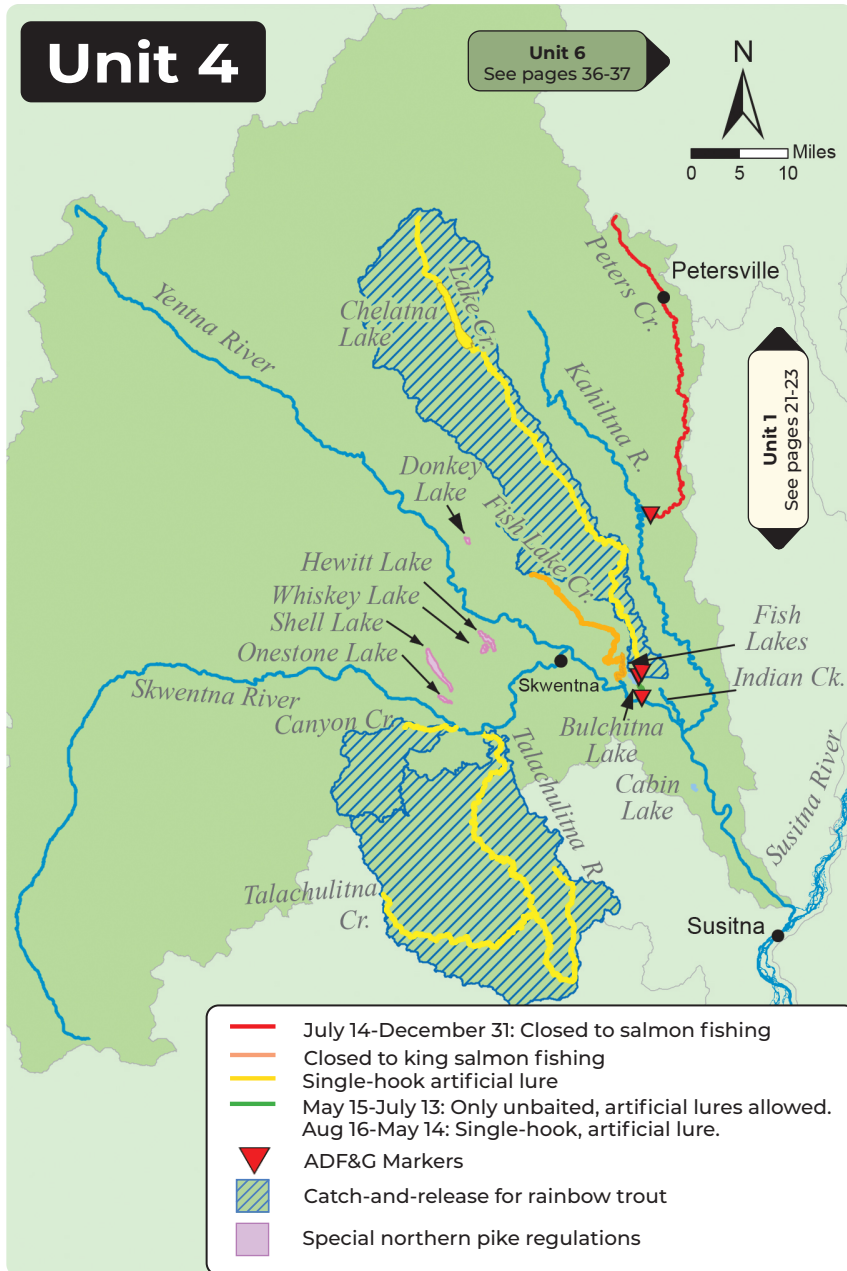 Unit 4
Unit 6
See pages 36-37
N
Miles
0 5 10
Peters Cr.
Petersville
Yentna River
Lake Cr.
Chelatna
Lake
Kahiltna R.
Unit 1
See pages 21-23
Donkey
Lake
Fish Lake Cr.
Hewitt Lake
Whiskey Lake
Shell Lake
Onestone Lake
Fish
Lakes
Skwentna River
Skwentna
Indian Ck.
Canyon Cr.
Bulchitna
Lake
Talachulitna R.
Cabin
Lake
Susitna River
Talachulitna
Cr.
Susitna
July 14-December 31: Closed to salmon fishing
Closed to king salmon fishing
Single-hook artificial lure
May 15-July 13: Only unbaited, artificial lures allowed.
Aug 16-May 14: Single-hook, artificial lure.
ADF&G Markers
Catch-and-release for rainbow trout
Special northern pike regulations